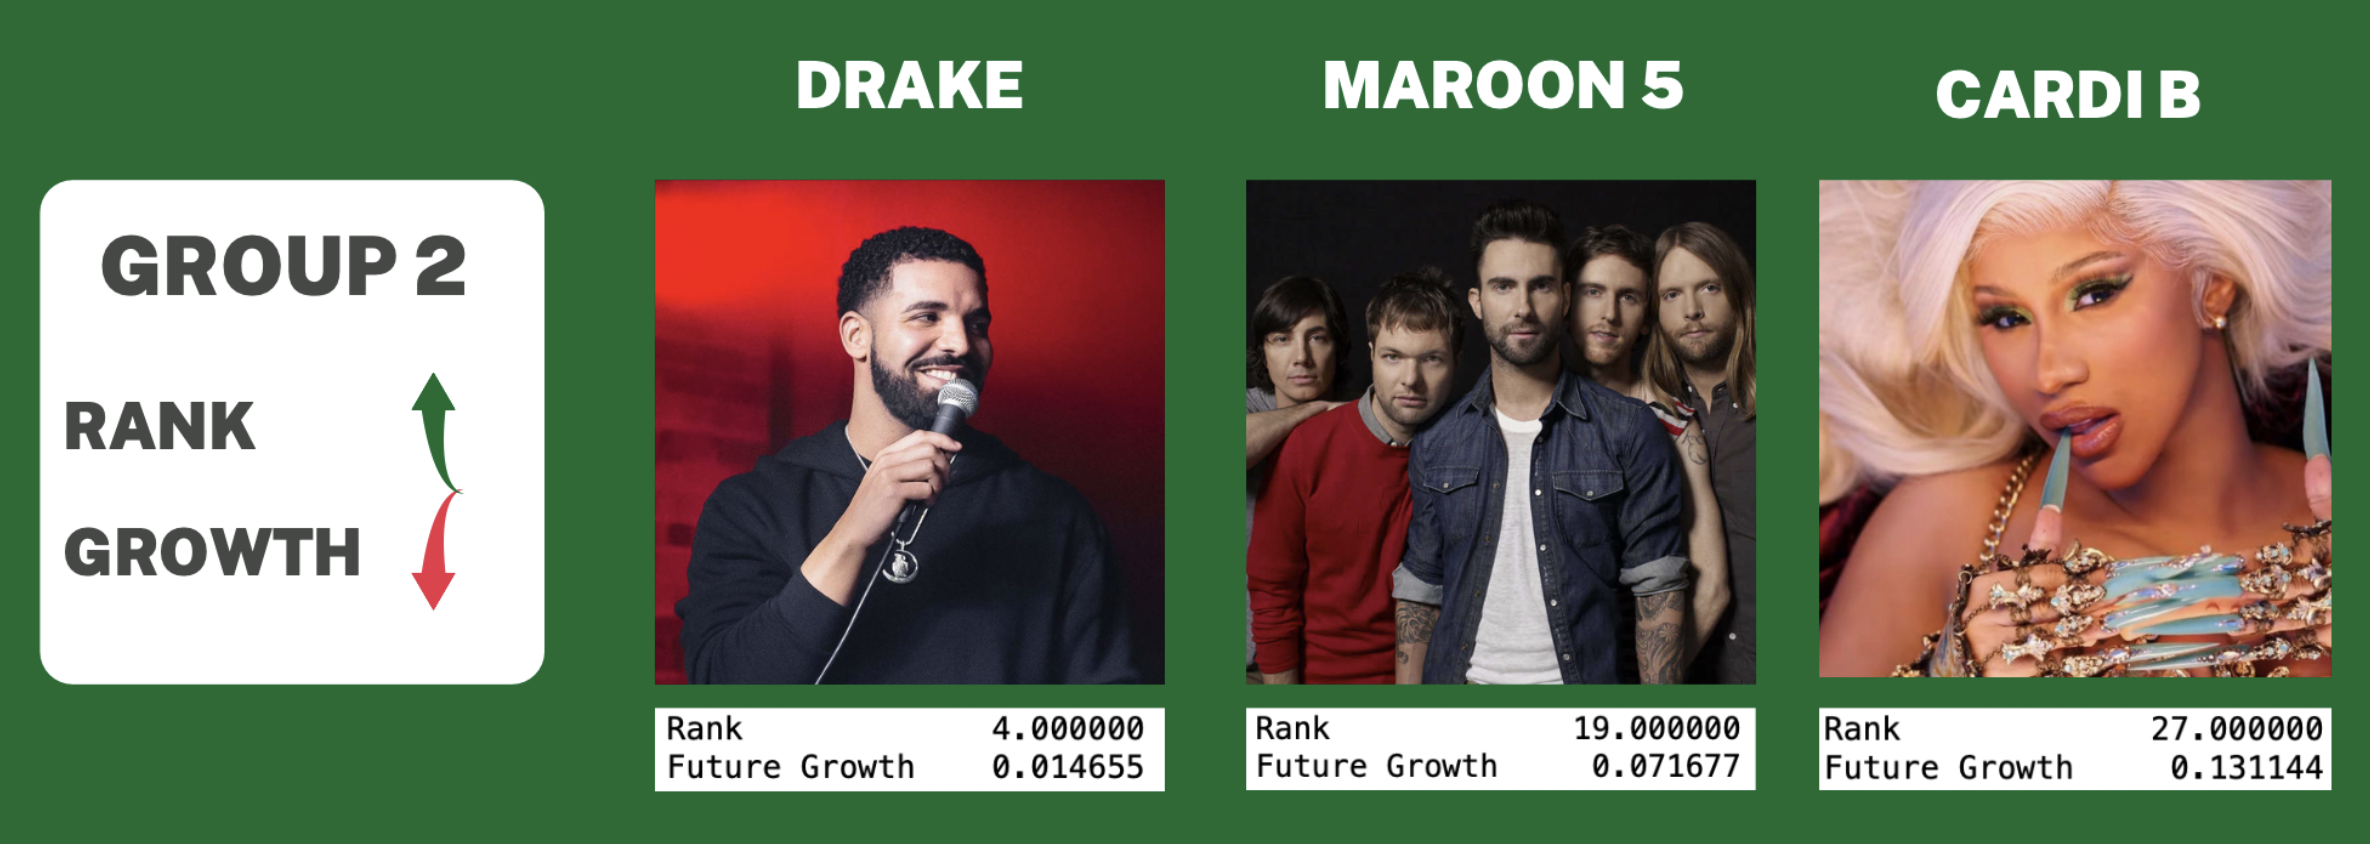 DRAKE
MAROON 5
CARDI B
GROUP 2
RANK
GROWTH
Rank 4.000000
Future Growth 0.014655
Rank 19.000000
Future Growth 0.071677
Rank 27.000000
Future Growth 0.131144